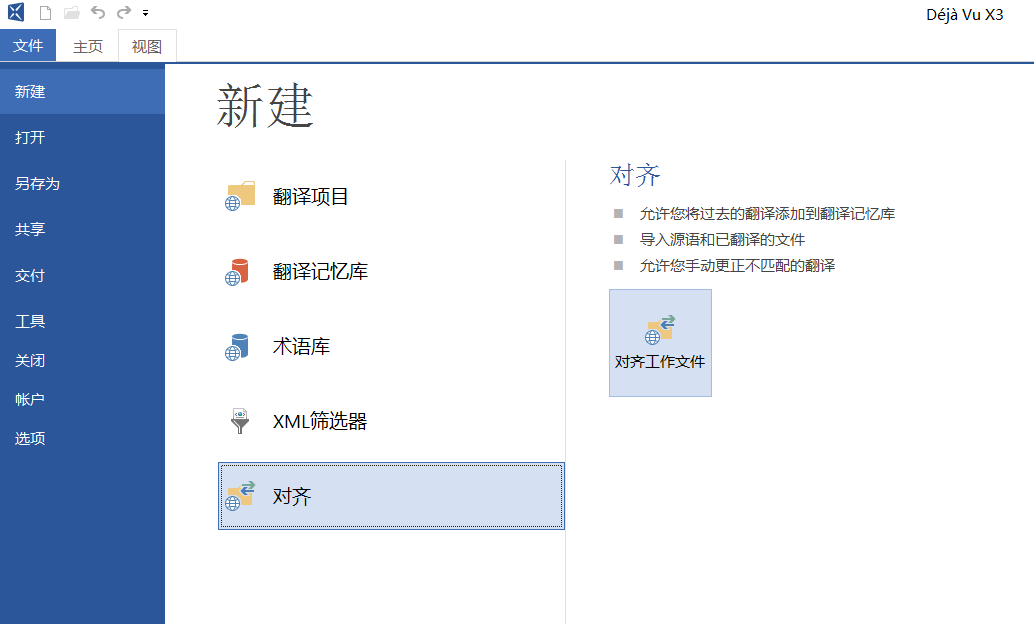 Déjà Vu X3
文件
主页
视图
新建
打开
另存为
共享
交付
工具
关闭
帐户
选项
新建
翻译项目
翻译记忆库
术语库
XML筛选器
对齐
对齐
允许您将过去的翻译添加到翻译记忆库
导入源语和已翻译的文件
允许您手动更正不匹配的翻译
对齐工作文件